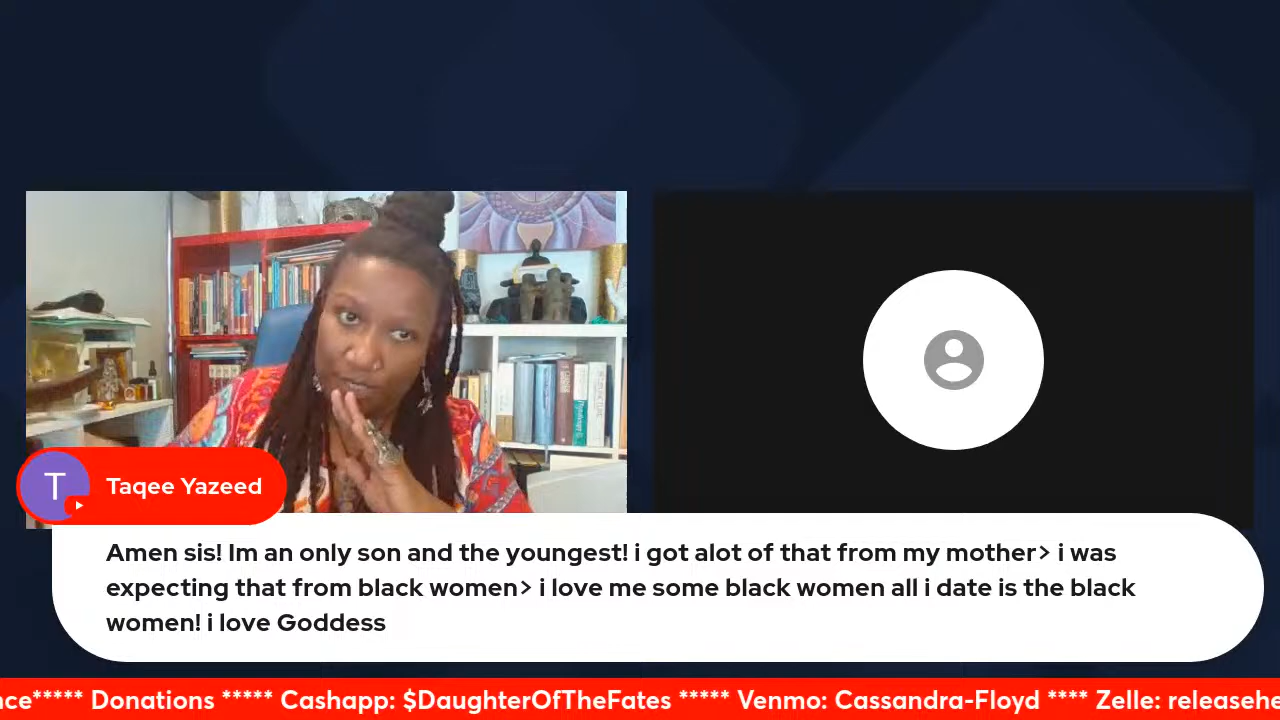 T
Taqee Yazeed
Amen sis! Im an only son and the youngest! i got alot of that from my mother> i was
expecting that from black women> i love me some black women all i date is the black
women! i love Goddess
nce***** Donations ***** Cashapp: $DaughterOfTheFates ***** Venmo: Cassandra-Floyd **** Zelle: releasehe